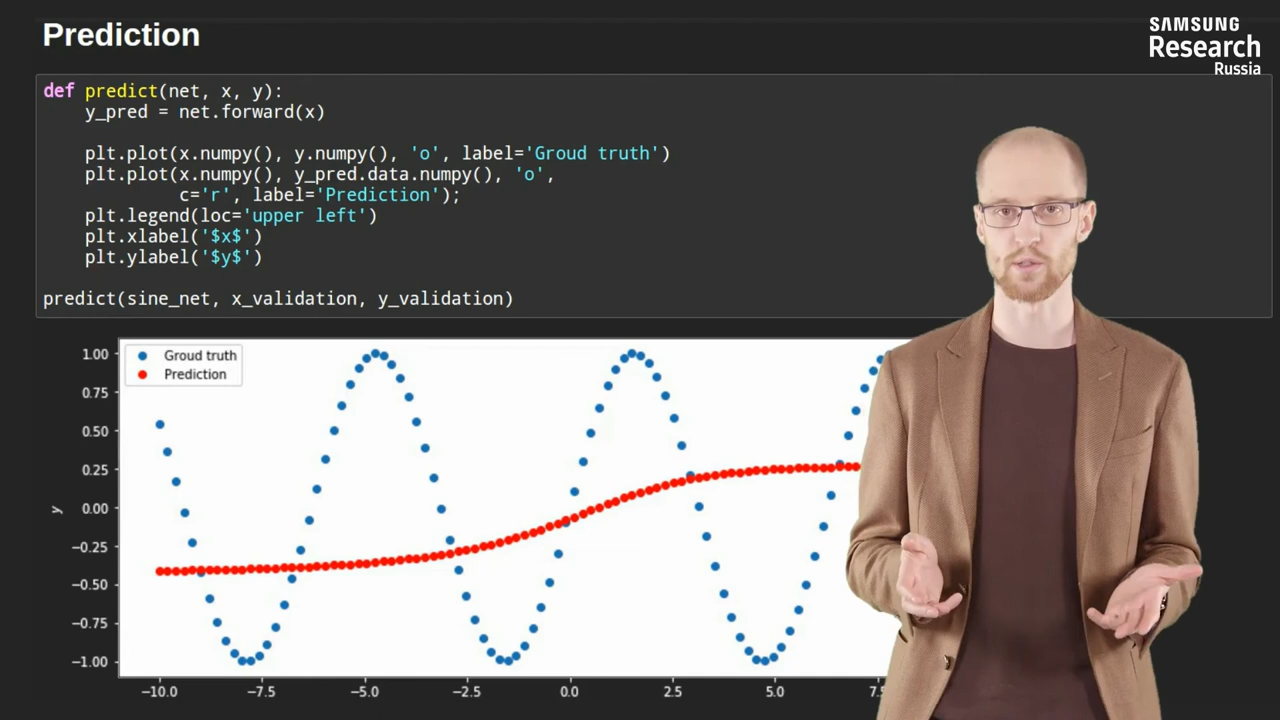 Prediction
SAMSUNG
Research
Russia
def predict(net, x, y):
    y_pred = net.forward(x)
    plt.plot(x.numpy(), y.numpy(), 'o', label='Groud truth')
    plt.plot(x.numpy(), y_pred.data.numpy(), 'o',
             c='r', label='Prediction');
    plt.legend(loc='upper left')
    plt.xlabel('$x$')
    plt.ylabel('$y$')
predict(sine_net, x_validation, y_validation)
Groud truth
Prediction
1.00
0.75
0.50
0.25
0.00
−0.25
−0.50
−0.75
−1.00
y
−10.0 −7.5 −5.0 −2.5 0.0 2.5 5.0